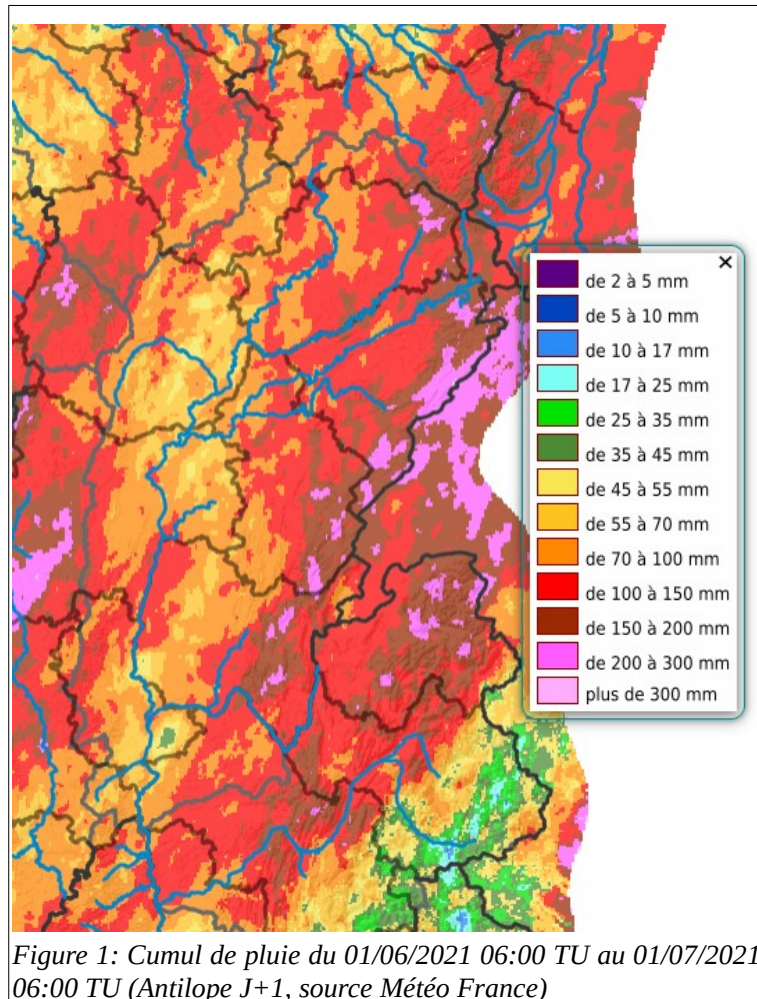 ×
de 2 à 5 mm
de 5 à 10 mm
de 10 à 17 mm
de 17 à 25 mm
de 25 à 35 mm
de 35 à 45 mm
de 45 à 55 mm
de 55 à 70 mm
de 70 à 100 mm
de 100 à 150 mm
de 150 à 200 mm
de 200 à 300 mm
plus de 300 mm
Figure 1: Cumul de pluie du 01/06/2021 06:00 TU au 01/07/2021
06:00 TU (Antilope J+1, source Météo France)